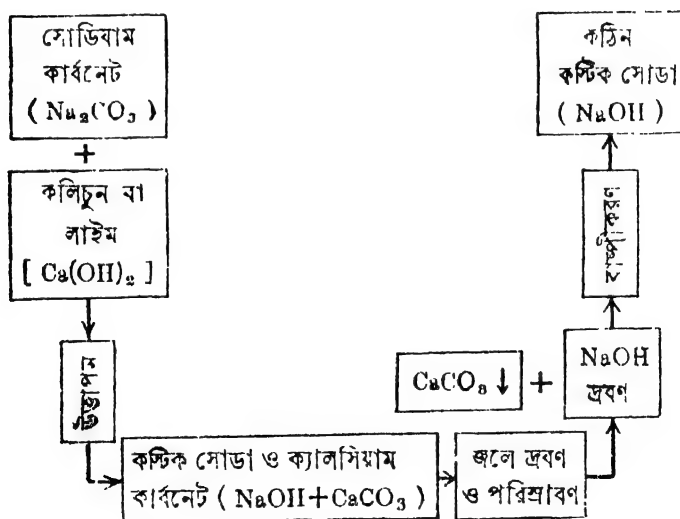 সোডিয়াম
কার্বনেট
( Na₂CO₃ )
+
কলিচুন বা
লাইম
[ Ca(OH)₂ ]
উত্তাপন
কস্টিক সোডা ও ক্যালসিয়াম
কার্বনেট ( NaOH+CaCO₃ )
জলে দ্রবণ
ও পরিস্রাবণ
CaCO₃ ↓ +
NaOH
দ্রবণ
বাষ্পীকরণ
কঠিন
কস্টিক সোডা
( NaOH )